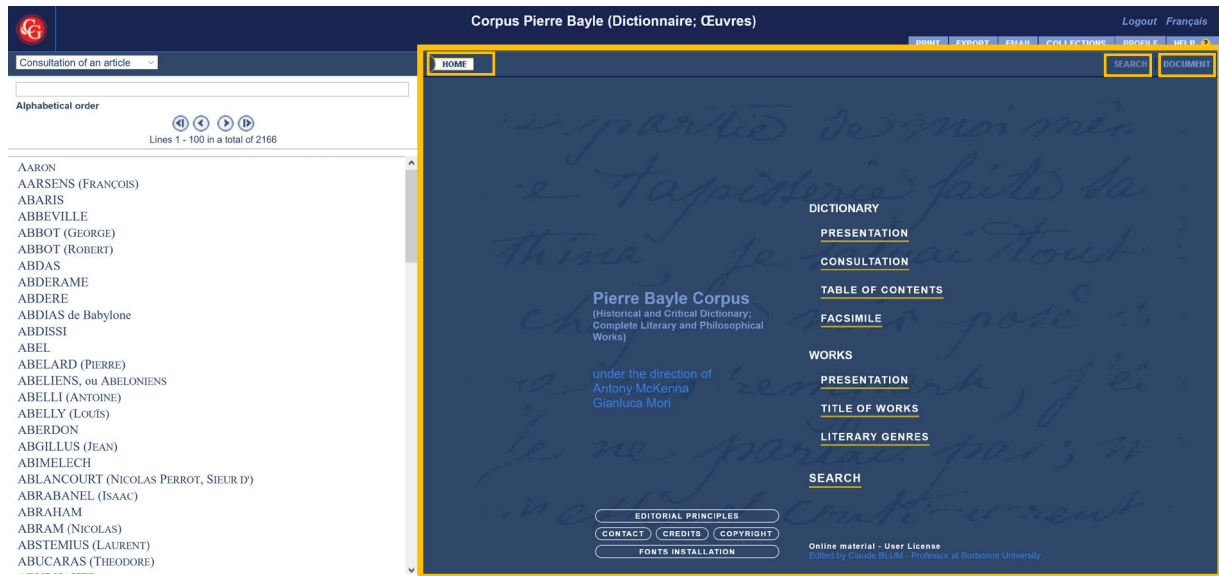 CG
Corpus Pierre Bayle (Dictionnaire; Œuvres)
Logout Français
PRINT EXPORT EMAIL COLLECTIONS PROFILE HELP ?
Consultation of an article
HOME
SEARCH DOCUMENT
Alphabetical order
Lines 1 - 100 in a total of 2166
AARON
AARSENS (FRANÇOIS)
ABARIS
ABBEVILLE
ABBOT (GEORGE)
ABBOT (ROBERT)
ABDAS
ABDERAME
ABDERE
ABDIAS de Babylone
ABDISSI
ABEL
ABELARD (PIERRE)
ABELIENS, ou ABELONIENS
ABELLI (ANTOINE)
ABELLY (LOUÏS)
ABERDON
ABGILLUS (JEAN)
ABIMELECH
ABLANCOURT (NICOLAS PERROT, SIEUR D')
ABRABANEL (ISAAC)
ABRAHAM
ABRAM (NICOLAS)
ABSTEMIUS (LAURENT)
ABUCARAS (THEODORE)
Pierre Bayle Corpus
(Historical and Critical Dictionary;
Complete Literary and Philosophical
Works)
under the direction of
Antony McKenna
Gianluca Mori
DICTIONARY
PRESENTATION
CONSULTATION
TABLE OF CONTENTS
FACSIMILE
WORKS
PRESENTATION
TITLE OF WORKS
LITERARY GENRES
SEARCH
EDITORIAL PRINCIPLES
CONTACT CREDITS COPYRIGHT
FONTS INSTALLATION
Online material - User License
Edited by Claude BLUM - Professor at Sorbonne University